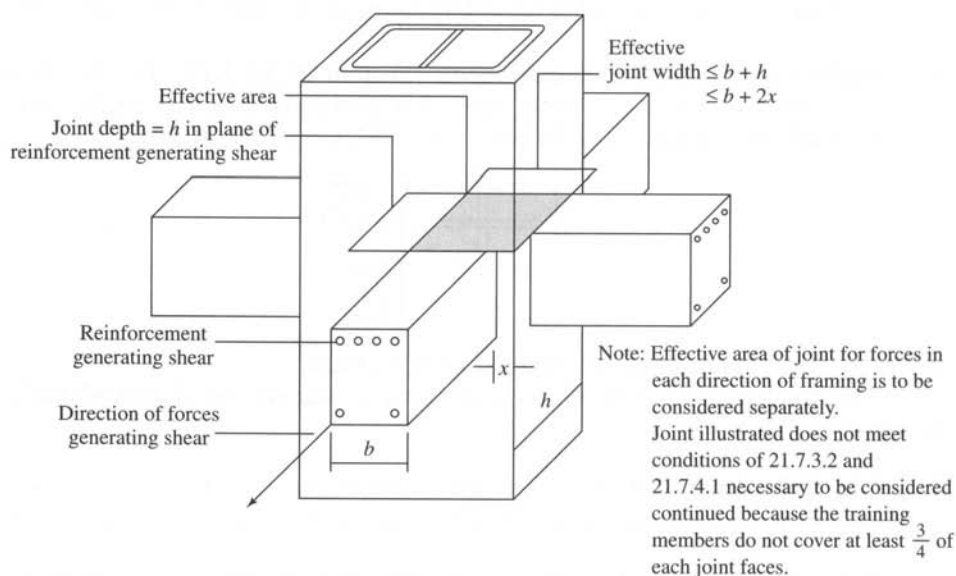 Effective
joint width ≤ b + h
≤ b + 2x
Effective area
Joint depth = h in plane of
reinforcement generating shear
Reinforcement
generating shear
x
h
Direction of forces
generating shear
b
Note: Effective area of joint for forces in
each direction of framing is to be
considered separately.
Joint illustrated does not meet
conditions of 21.7.3.2 and
21.7.4.1 necessary to be considered
continued because the training
members do not cover at least 3/4 of
each joint faces.